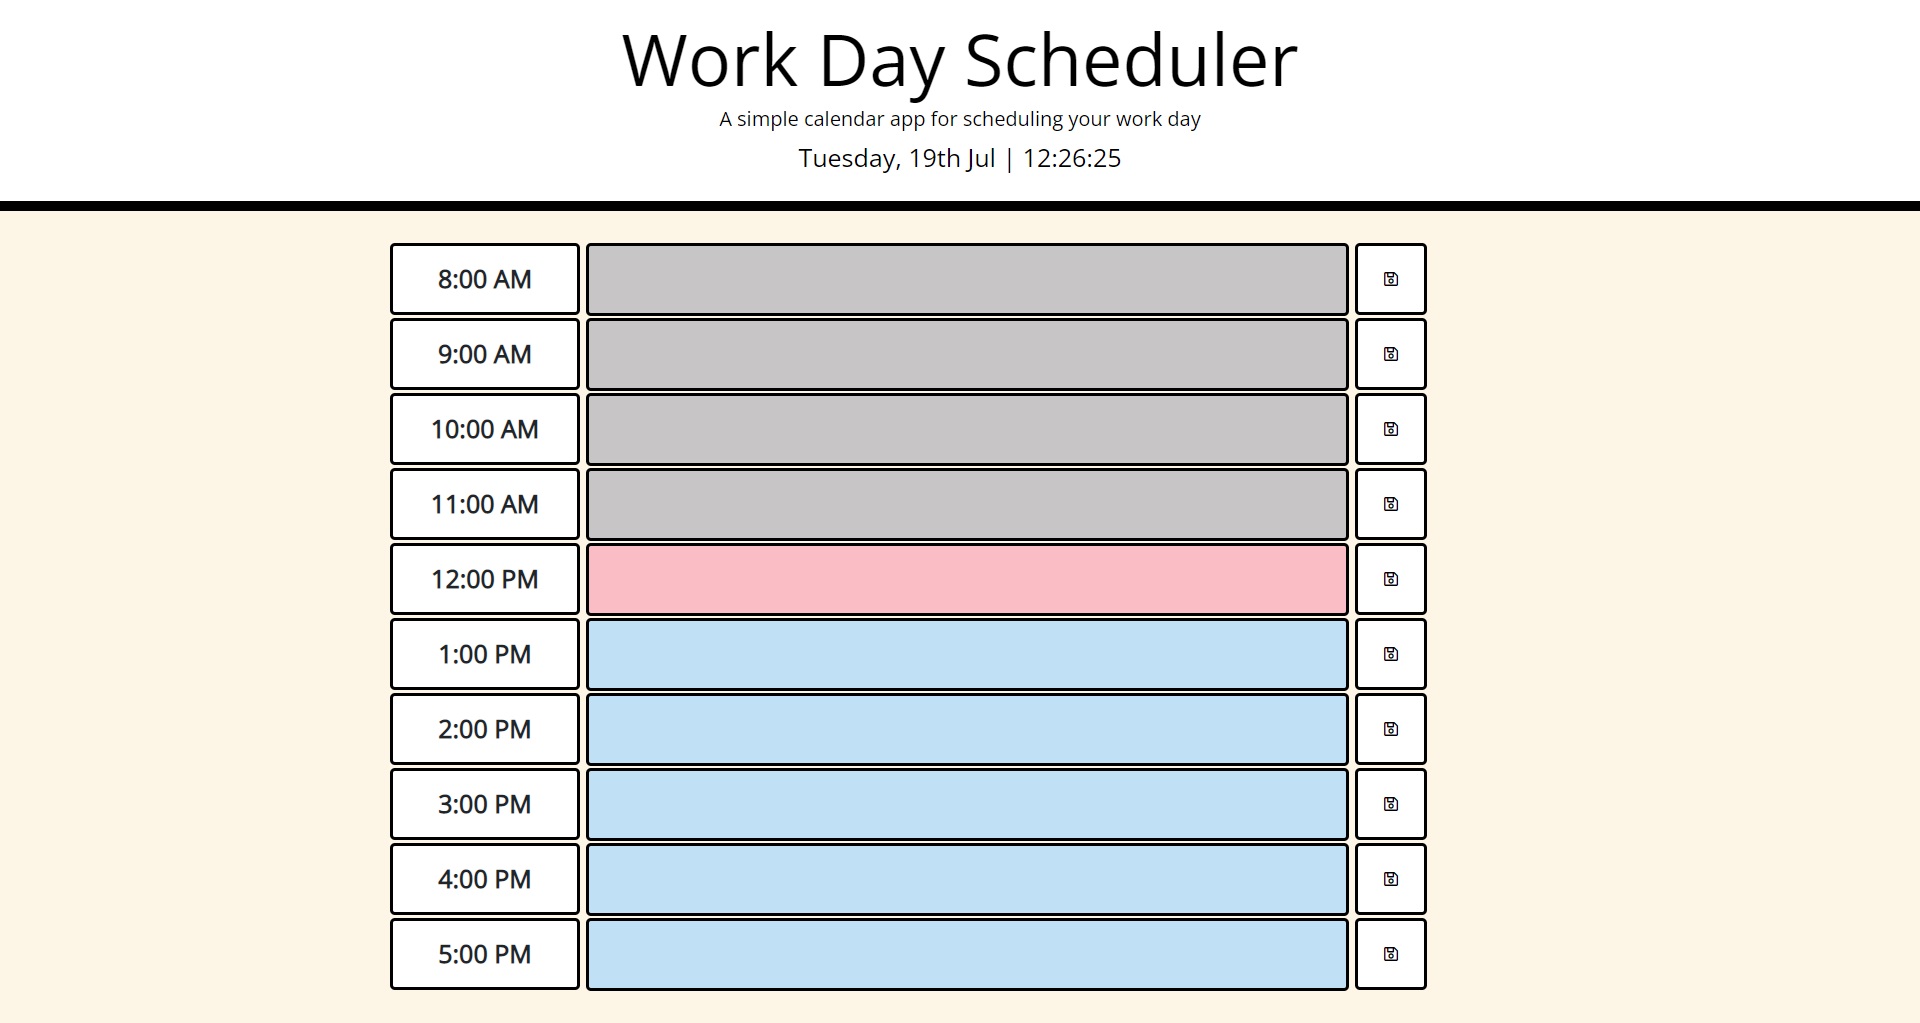 Work Day Scheduler
A simple calendar app for scheduling your work day
Tuesday, 19th Jul | 12:26:25
8:00 AM
9:00 AM
10:00 AM
11:00 AM
12:00 PM
1:00 PM
2:00 PM
3:00 PM
4:00 PM
5:00 PM